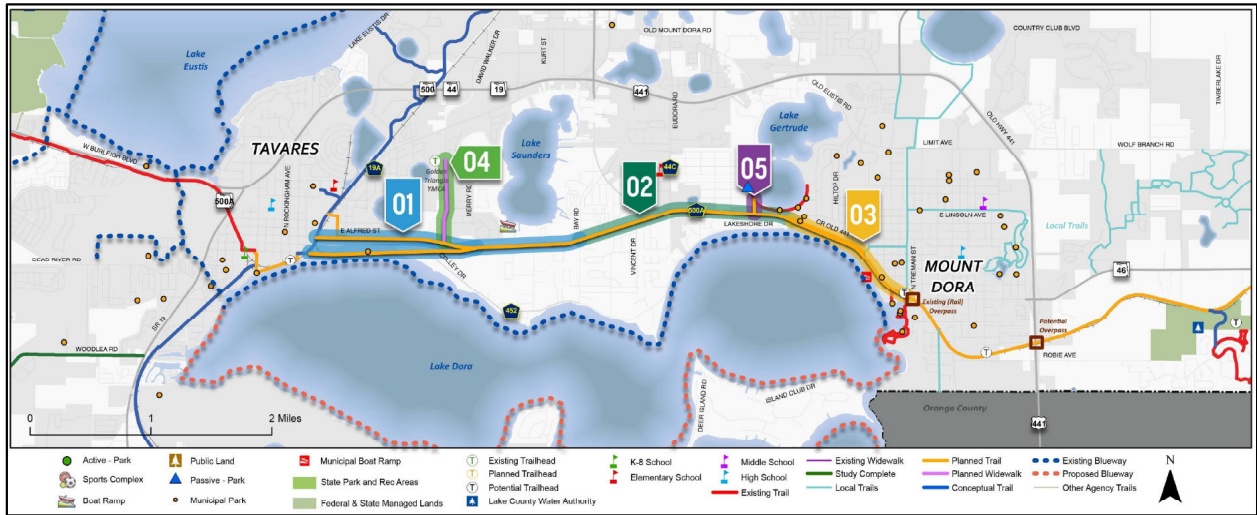 LAKE EUSTIS DR
OLD MOUNT DORA RD
COUNTRY CLUB BLVD
TIMBERLAKE DR
Lake
Eustis
DAVID WALKER DR
KURT ST
500
44
19
441
EUDORA RD
OLD EUSTIS RD
OLD HWY 441
Lake
Gertrude
LIMIT AVE
WOLF BRANCH RD
W BURLEIGH BLVD
TAVARES
Lake
Saunders
19A
T
Golden
Triangle
YMCA
04
MERRY RD
02
44C
05
HILTOP DR
500A
N ROCKINGHAM AVE
01
BAY RD
500A
LAKESHORE DR
03
E LINCOLN AVE
Local Trails
E ALFRED ST
CR OLD 441
N TREMAN ST
MOUNT
DORA
46
VINCENT DR
T
T
Existing (Rail)
Overpass
SR 19
452
Potential
Overpass
T
ROBIE AVE
WOODLEA RD
Lake Dora
DEER ISLAND RD
ISLAND CLUB DR
Orange County
441
0 1 2 Miles
Active - Park
Sports Complex
Boat Ramp
Public Land
Passive - Park
Municipal Park
Municipal Boat Ramp
State Park and Rec Areas
Federal & State Managed Lands
T Existing Trailhead
T Planned Trailhead
T Potential Trailhead
Lake County Water Authority
K-8 School
Elementary School
Middle School
High School
Existing Trail
Existing Widewalk
Study Complete
Local Trails
Planned Trail
Planned Widewalk
Conceptual Trail
Existing Blueway
Proposed Blueway
Other Agency Trails
N